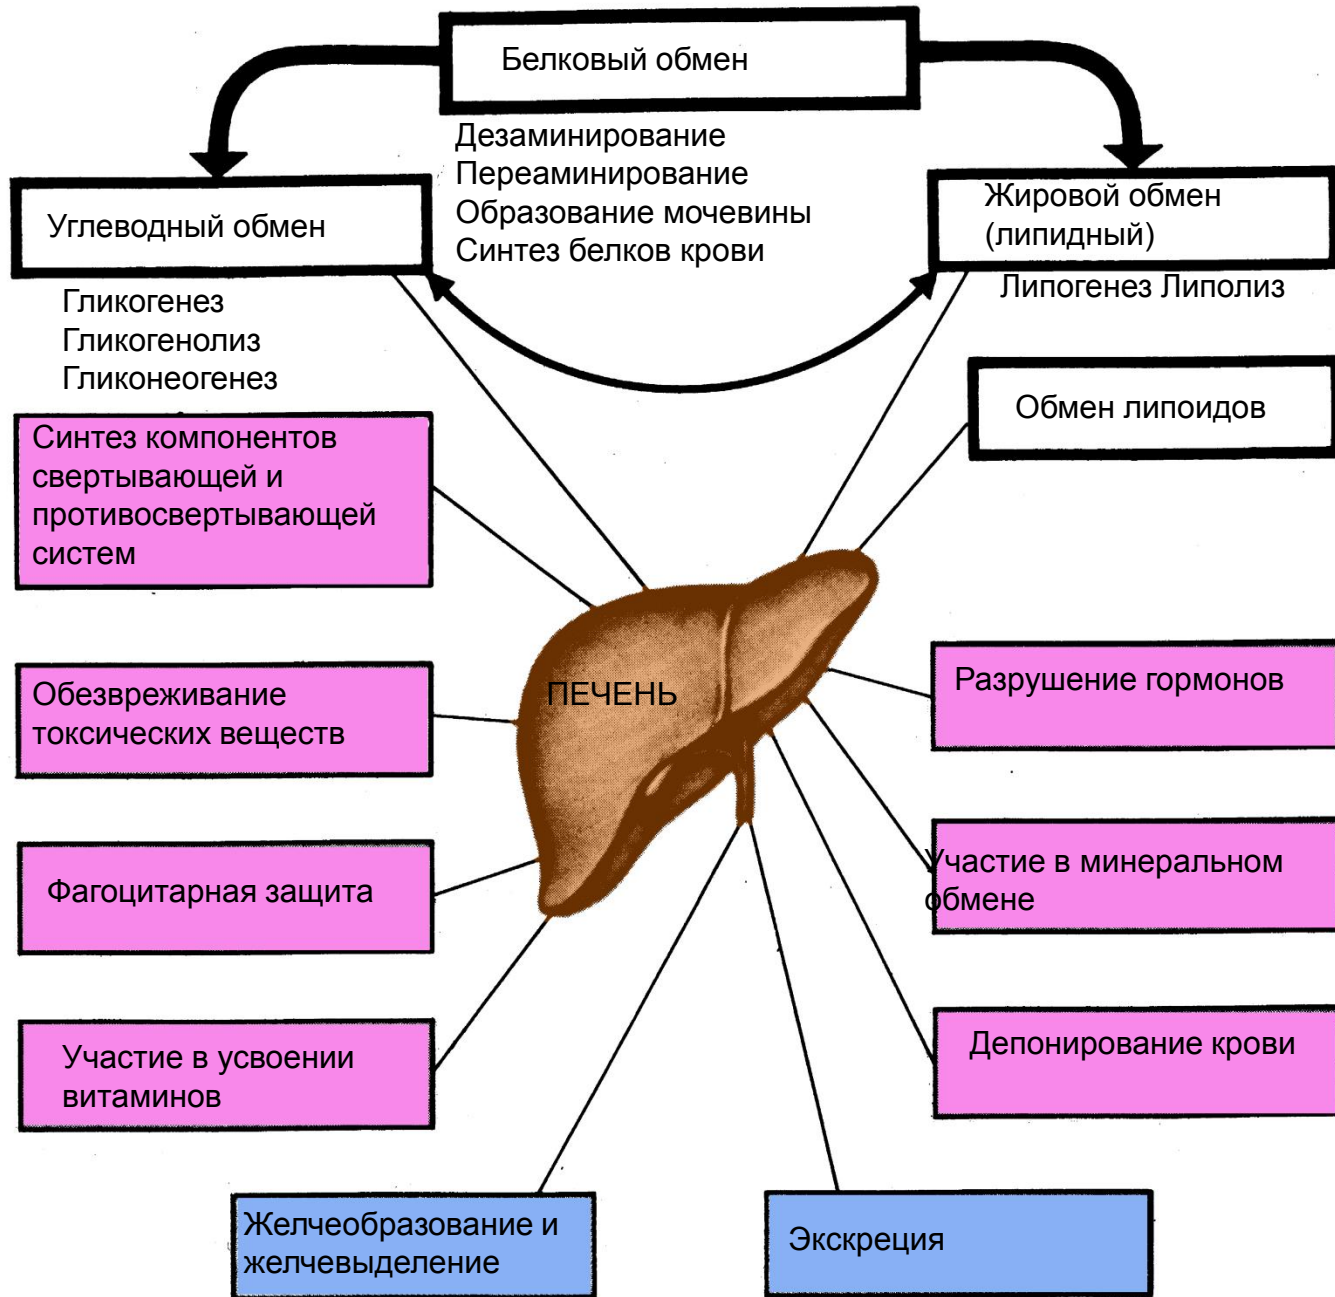 Белковый обмен
Дезаминирование
Переаминирование
Образование мочевины
Синтез белков крови
Углеводный обмен
Гликогенез
Гликогенолиз
Гликонеогенез
Жировой обмен
(липидный)
Липогенез Липолиз
Обмен липоидов
Синтез компонентов
свертывающей и
противосвертывающей
систем
Обезвреживание
токсических веществ
Фагоцитарная защита
Участие в усвоении
витаминов
ПЕЧЕНЬ
Разрушение гормонов
Участие в минеральном
обмене
Депонирование крови
Желчеобразование и
желчевыделение
Экскреция